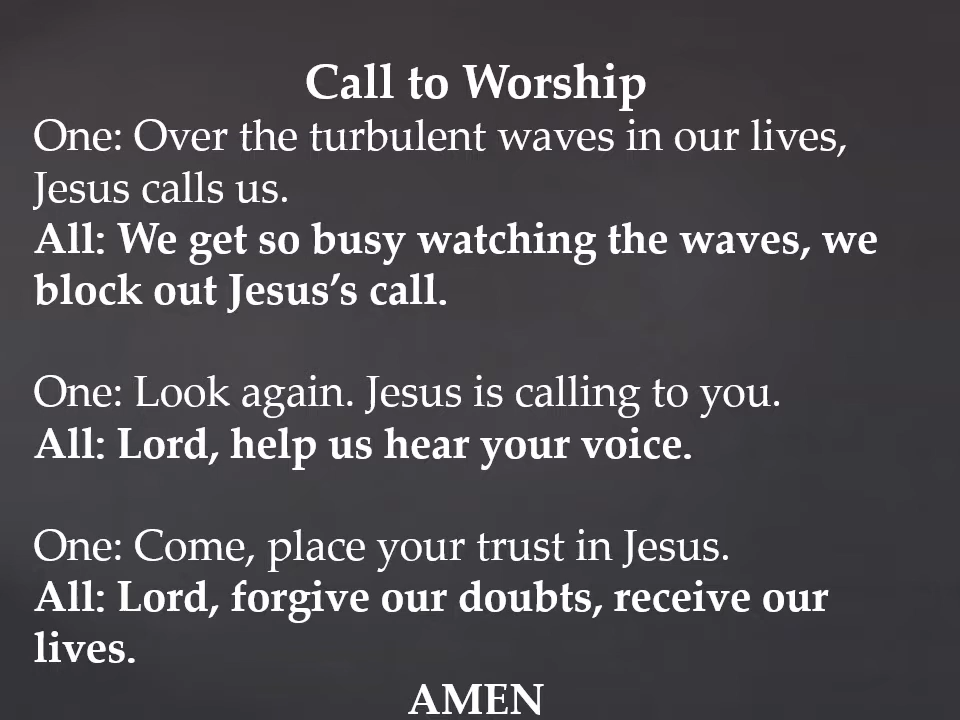 Call to Worship
One: Over the turbulent waves in our lives,
Jesus calls us.
All: We get so busy watching the waves, we
block out Jesus’s call.
One: Look again. Jesus is calling to you.
All: Lord, help us hear your voice.
One: Come, place your trust in Jesus.
All: Lord, forgive our doubts, receive our
lives.
AMEN